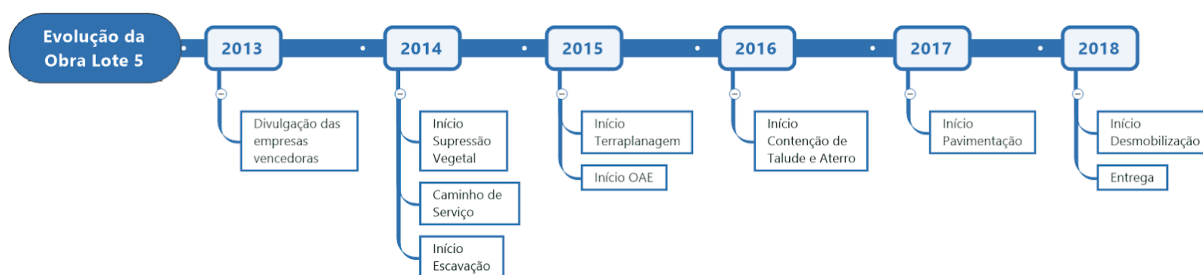 Evolução da
Obra Lote 5
2013
2014
2015
2016
2017
2018
Divulgação das
empresas
vencedoras
Início
Supressão
Vegetal
Caminho de
Serviço
Início
Escavação
Início
Terraplanagem
Início OAE
Início
Contenção de
Talude e Aterro
Início
Pavimentação
Início
Desmobilização
Entrega